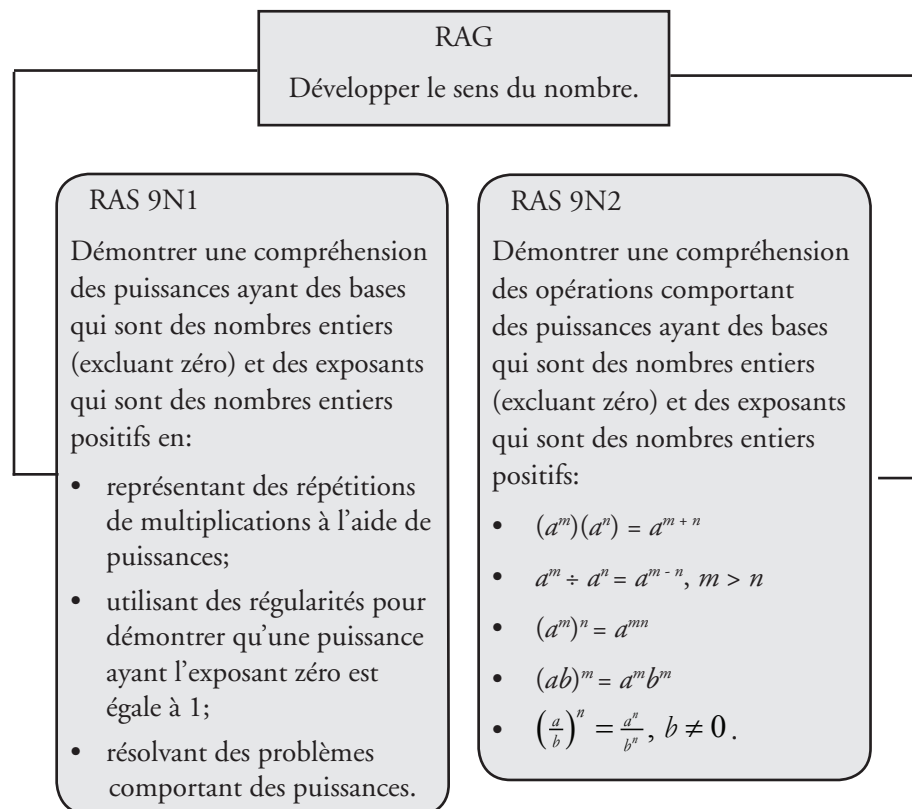 RAG
Développer le sens du nombre.
RAS 9N1
Démontrer une compréhension
des puissances ayant des bases
qui sont des nombres entiers
(excluant zéro) et des exposants
qui sont des nombres entiers
positifs en:
• représentant des répétitions
de multiplications à l’aide de
puissances;
• utilisant des régularités pour
démontrer qu’une puissance
ayant l’exposant zéro est
égale à 1;
• résolvant des problèmes
comportant des puissances.
RAS 9N2
Démontrer une compréhension
des opérations comportant
des puissances ayant des bases
qui sont des nombres entiers
(excluant zéro) et des exposants
qui sont des nombres entiers
positifs:
• (a^m)(a^n) = a^{m + n}
• a^m ÷ a^n = a^{m - n}, m > n
• (a^m)^n = a^{mn}
• (ab)^m = a^m b^m
• (a/b)^n = a^n/b^n, b ≠ 0.